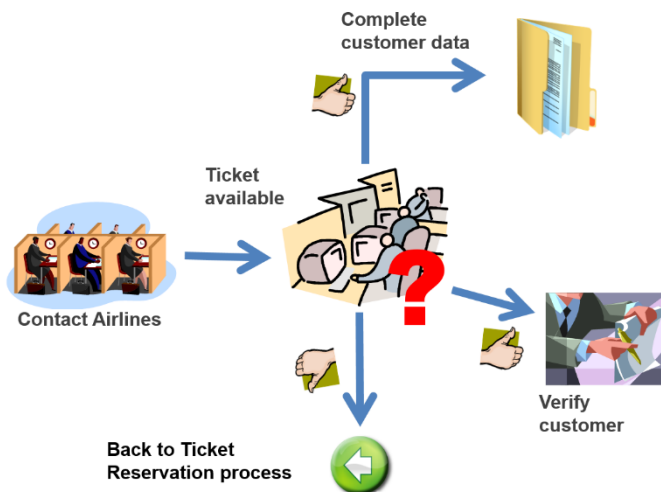 Complete
customer data
Ticket
available
Contact Airlines
?
Verify
customer
Back to Ticket
Reservation process